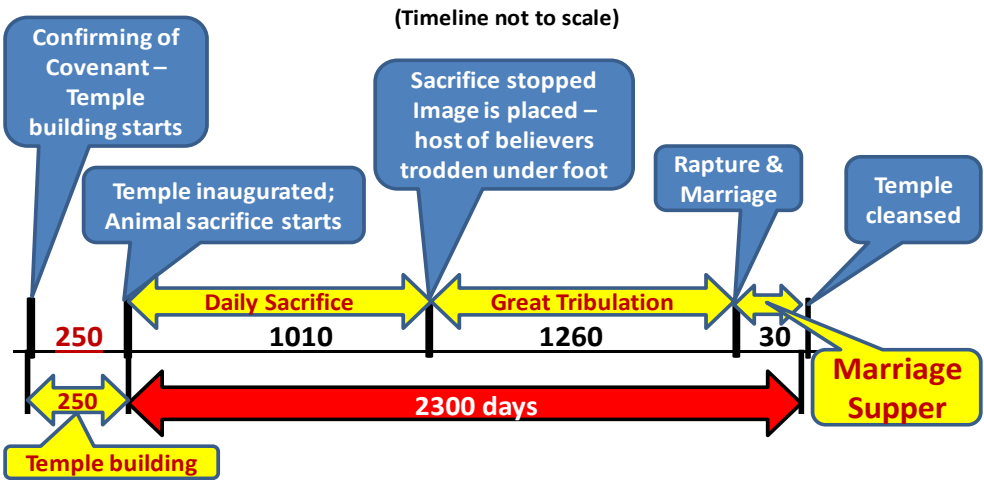 (Timeline not to scale)
Confirming of
Covenant –
Temple
building starts
Sacrifice stopped
Image is placed –
host of believers
trodden under foot
Rapture &
Marriage
Temple
cleansed
Temple inaugurated;
Animal sacrifice starts
Daily Sacrifice
Great Tribulation
250
1010
1260
30
Marriage
Supper
250
2300 days
Temple building